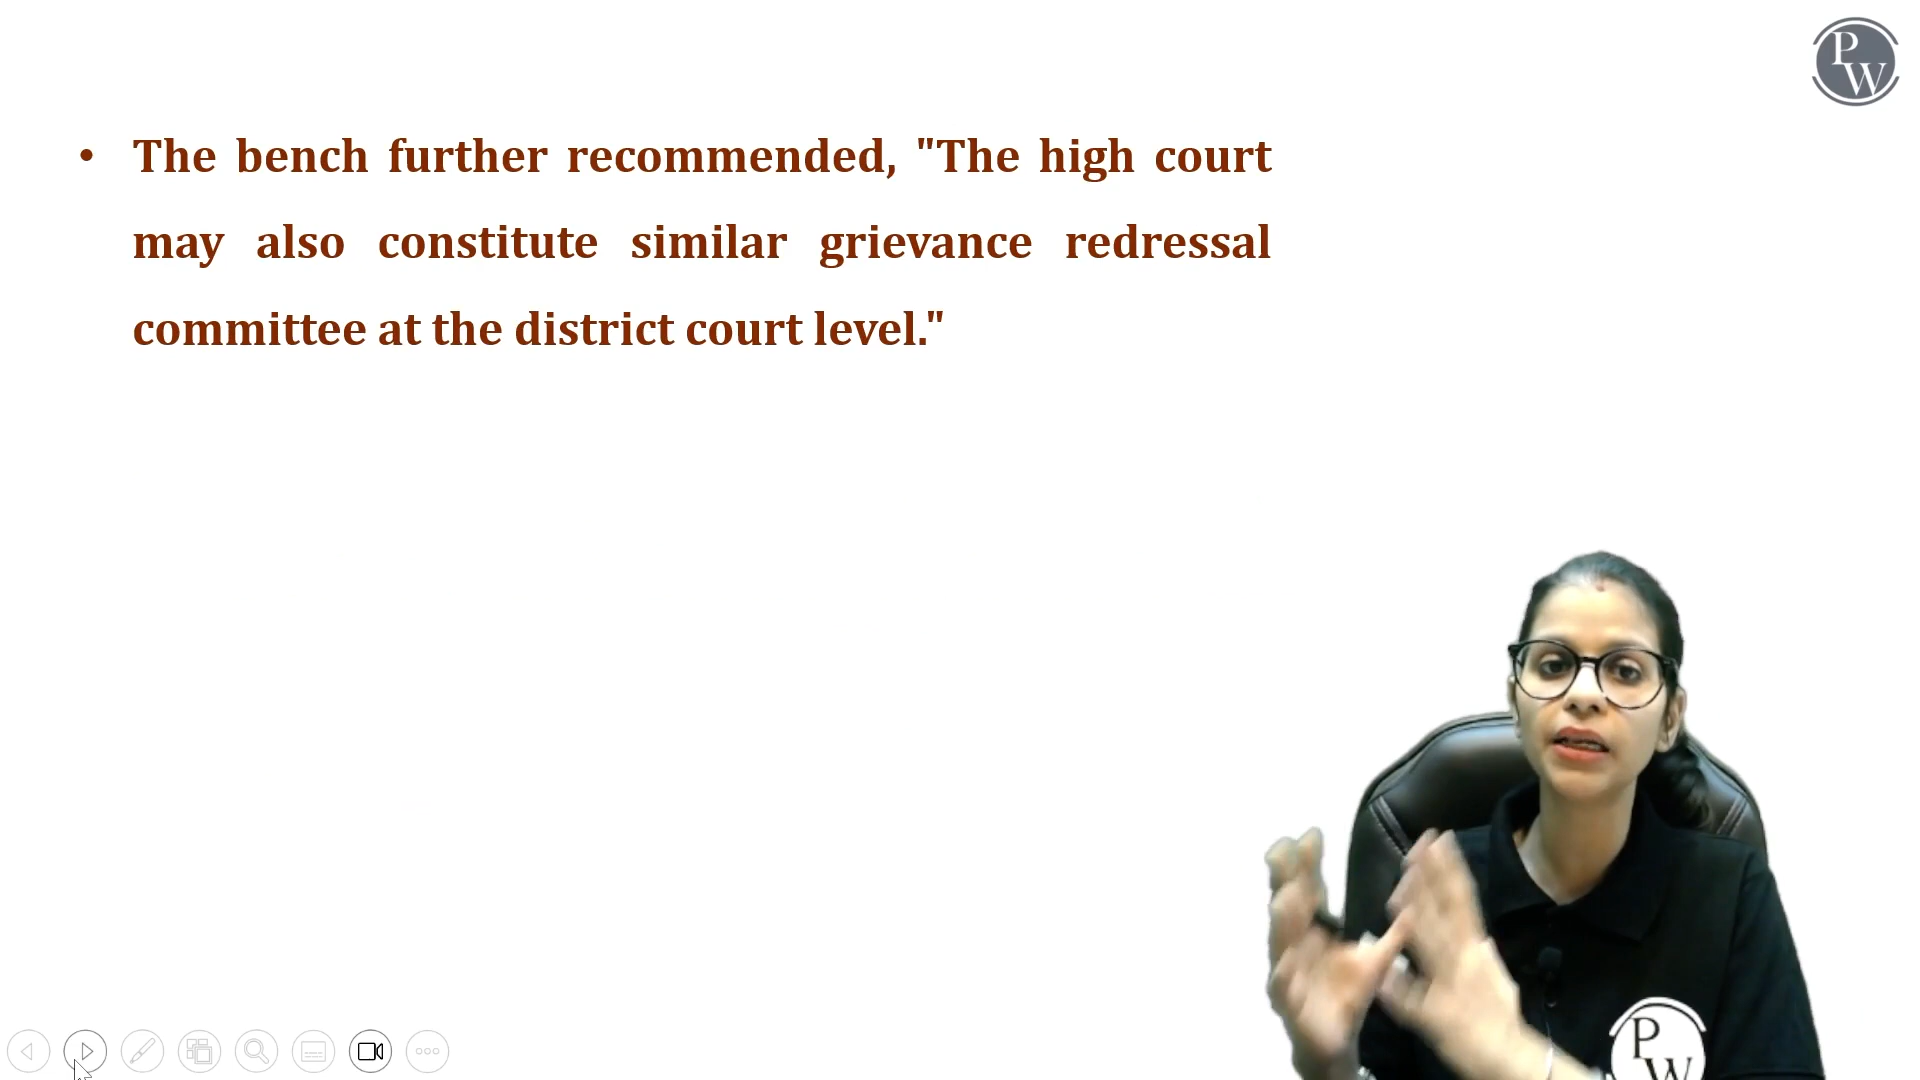 PW
• The bench further recommended, "The high court
may also constitute similar grievance redressal
committee at the district court level."
PW